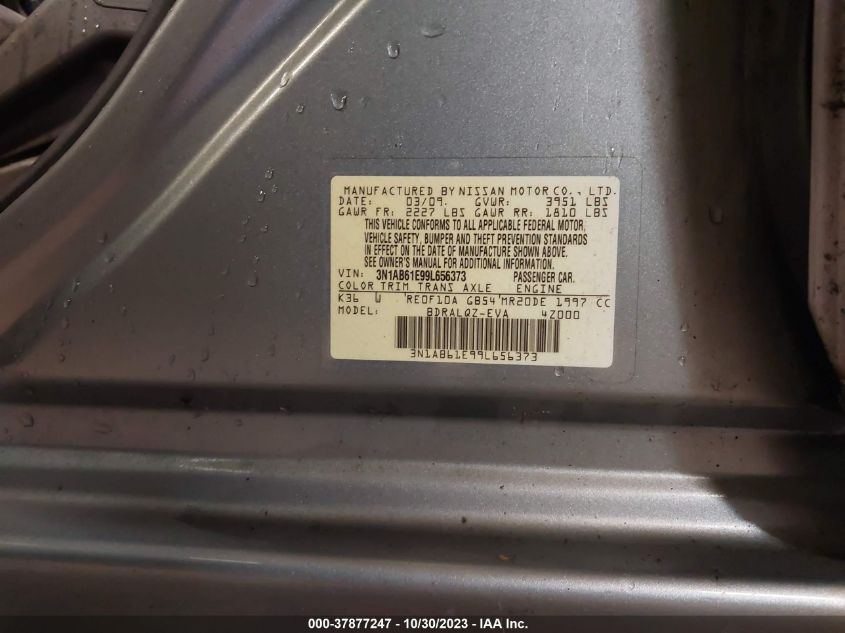 MANUFACTURED BY NISSAN MOTOR CO., LTD.
DATE: 03/09. GVWR: 3951 LBS
GAWR FR: 2227 LBS GAWR RR: 1810 LBS
THIS VEHICLE CONFORMS TO ALL APPLICABLE FEDERAL MOTOR,
VEHICLE SAFETY, BUMPER AND THEFT PREVENTION STANDARDS
IN EFFECT ON THE DATE OF MANUFACTURE SHOWN ABOVE.
SEE OWNER'S MANUAL FOR ADDITIONAL INFORMATION.
VIN: 3N1AB61E99L656373 PASSENGER CAR.
COLOR TRIM TRANS AXLE ENGINE
K36 W RE0F10A GB54 MR20DE 1997 CC
MODEL: BDRALQZ-EVA 4Z000
3N1AB61E99L656373
000-37877247 - 10/30/2023 - © IAA, Inc.